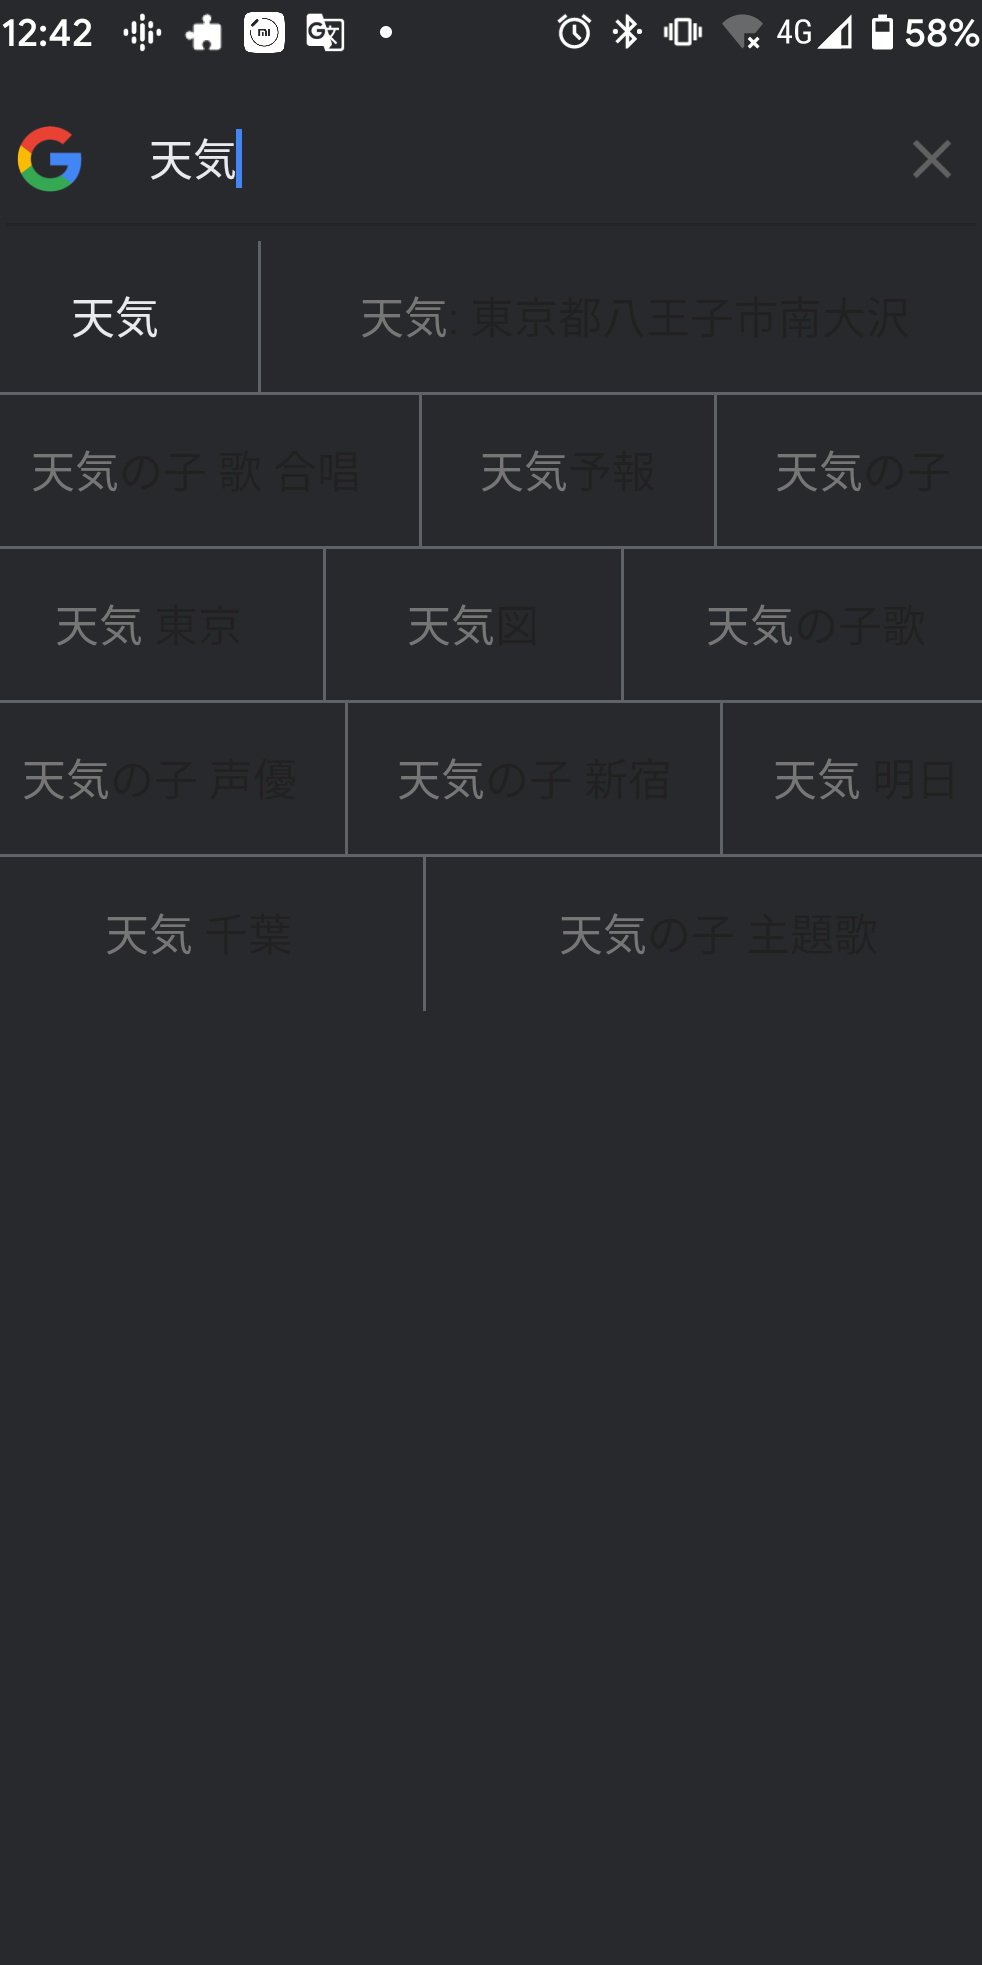 12:42 4G 58%
天気
天気 天気: 東京都八王子市南大沢
天気の子 歌 合唱 天気予報 天気の子
天気 東京 天気図 天気の子歌
天気の子 声優 天気の子 新宿 天気 明日
天気 千葉 天気の子 主題歌